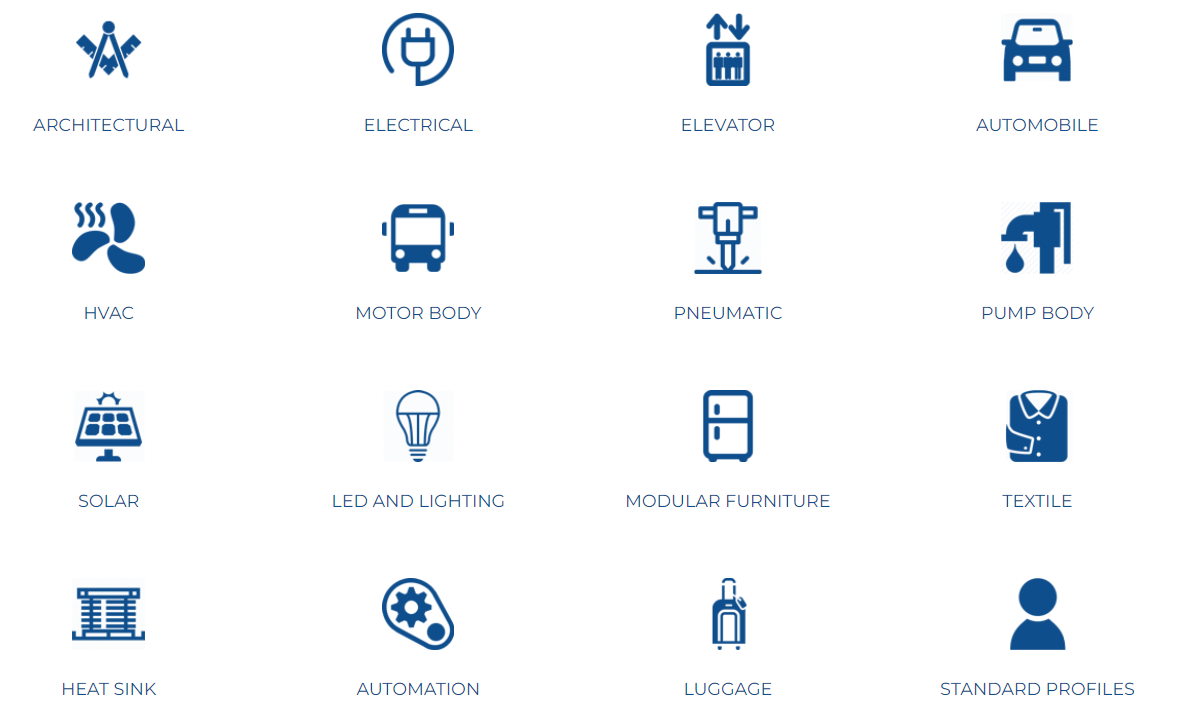 ARCHITECTURAL
ELECTRICAL
ELEVATOR
AUTOMOBILE
HVAC
MOTOR BODY
PNEUMATIC
PUMP BODY
SOLAR
LED AND LIGHTING
MODULAR FURNITURE
TEXTILE
HEAT SINK
AUTOMATION
LUGGAGE
STANDARD PROFILES